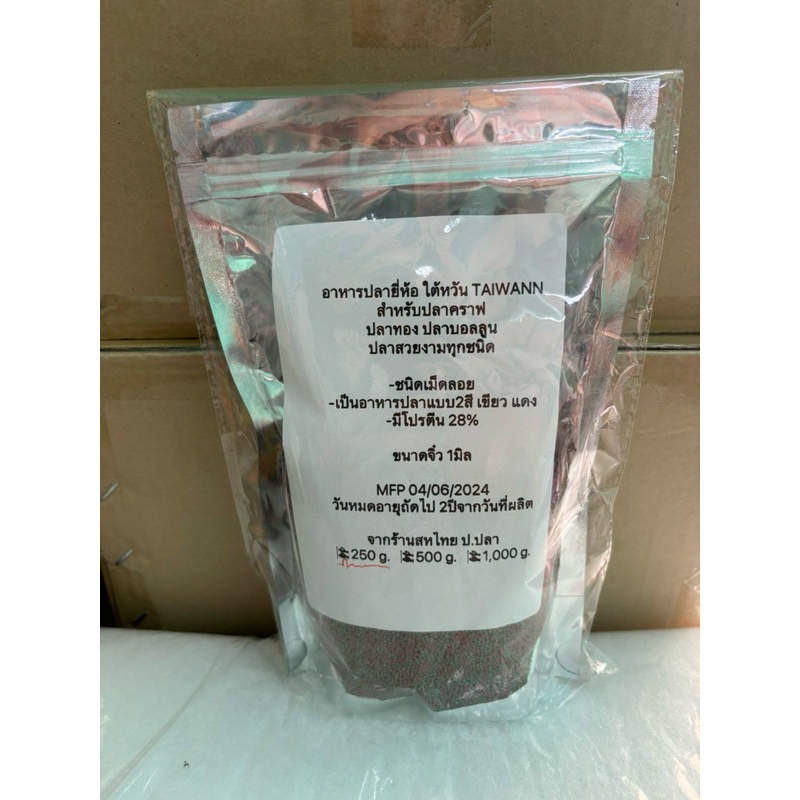 อาหารปลายี่ห้อ ใต้หวัน TAIWANN
สำหรับปลาคราฟ
ปลาทอง ปลาบอลลูน
ปลาสวยงามทุกชนิด
-ชนิดเม็ดลอย
-เป็นอาหารปลาแบบ2สี เขียว แดง
-มีโปรตีน 28%
ขนาดจิ๋ว 1มิล
MFP 04/06/2024
วันหมดอายุถัดไป 2ปีจากวันที่ผลิต
จากร้านสหไทย ป.ปลา
250 g. 500 g. 1,000 g.